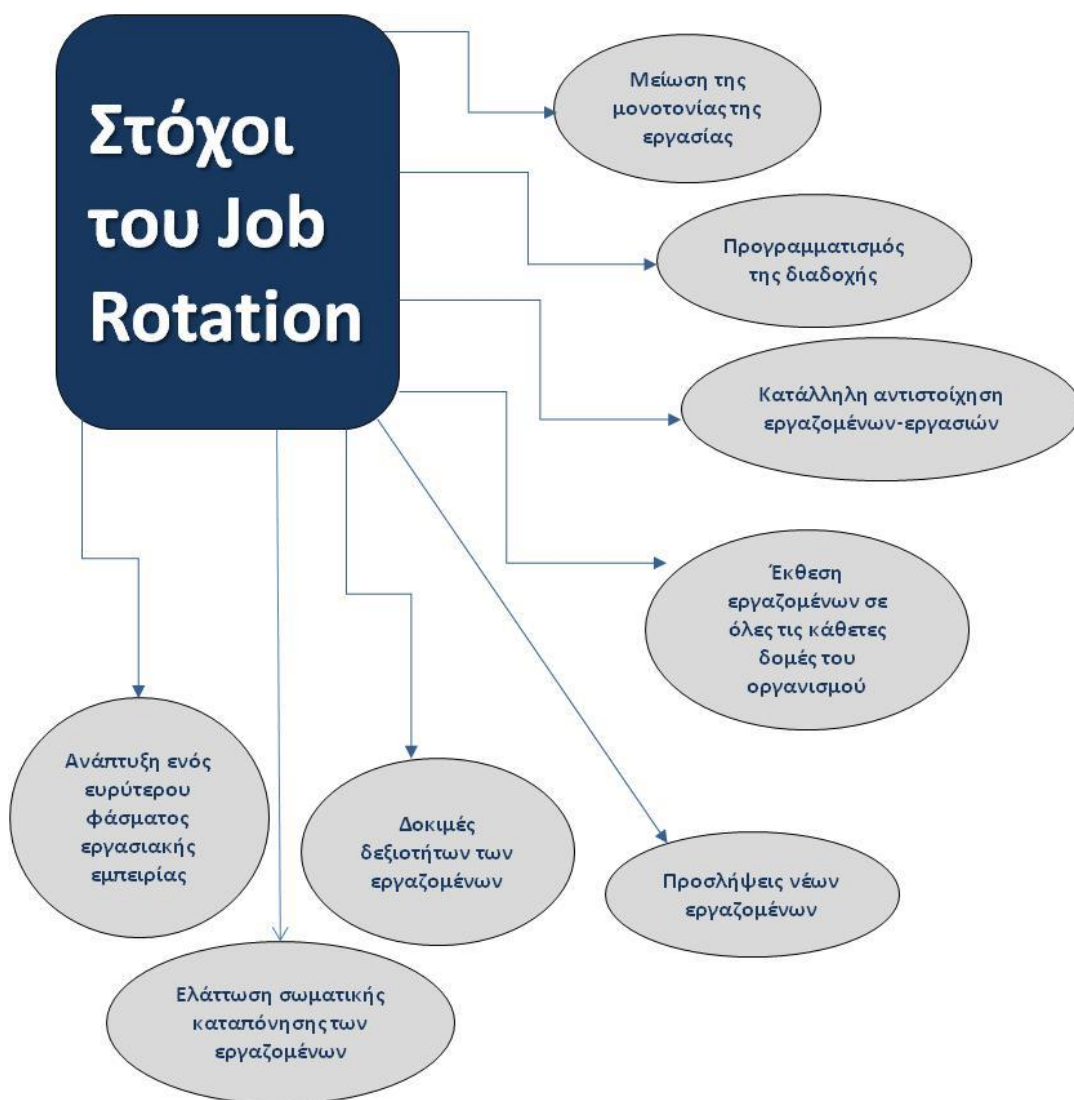 Στόχοι
του Job
Rotation
Μείωση της
μονοτονίας της
εργασίας
Προγραμματισμός
της διαδοχής
Κατάλληλη αντιστοίχηση
εργαζομένων-εργασιών
Έκθεση
εργαζομένων σε
όλες τις κάθετες
δομές του
οργανισμού
Προσλήψεις νέων
εργαζομένων
Δοκιμές
δεξιοτήτων των
εργαζομένων
Ελάττωση σωματικής
καταπόνησης των
εργαζομένων
Ανάπτυξη ενός
ευρύτερου
φάσματος
εργασιακής
εμπειρίας